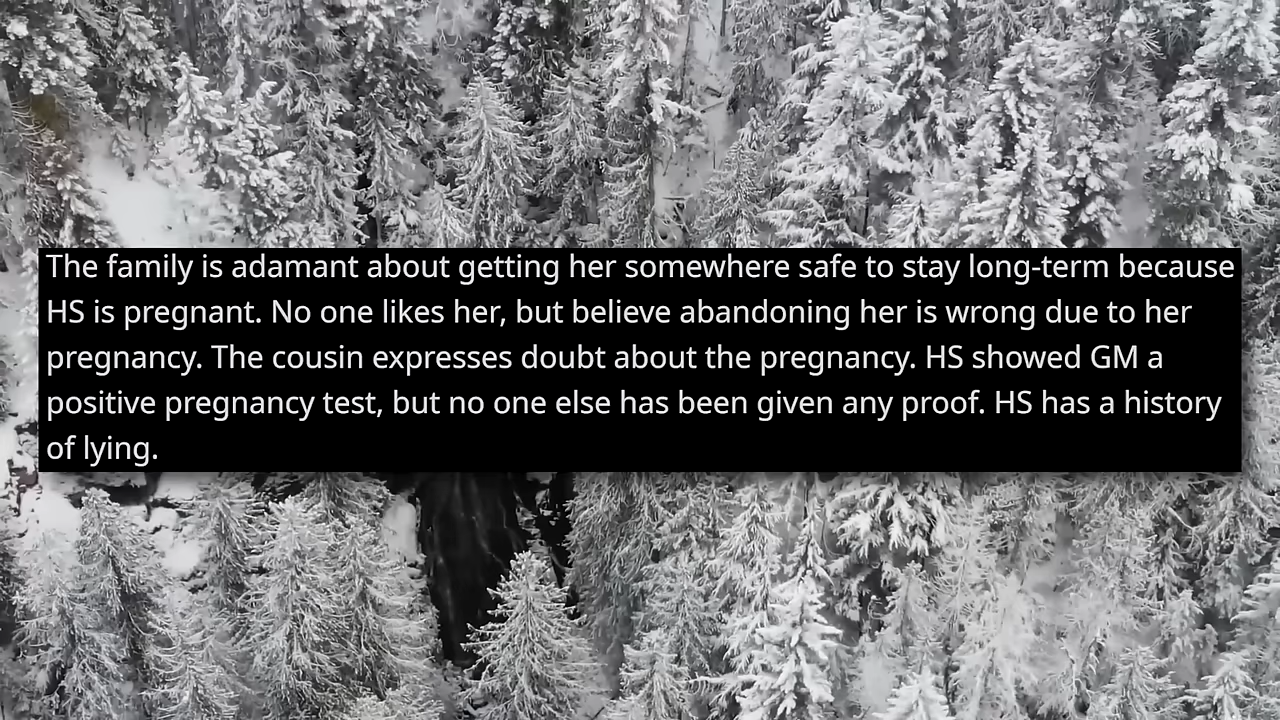 The family is adamant about getting her somewhere safe to stay long-term because
HS is pregnant. No one likes her, but believe abandoning her is wrong due to her
pregnancy. The cousin expresses doubt about the pregnancy. HS showed GM a
positive pregnancy test, but no one else has been given any proof. HS has a history
of lying.